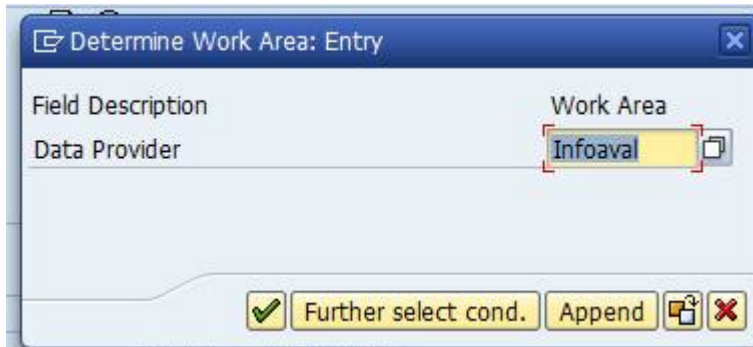 Determine Work Area: Entry
Field Description Work Area
Data Provider Infoaval
Further select cond. Append